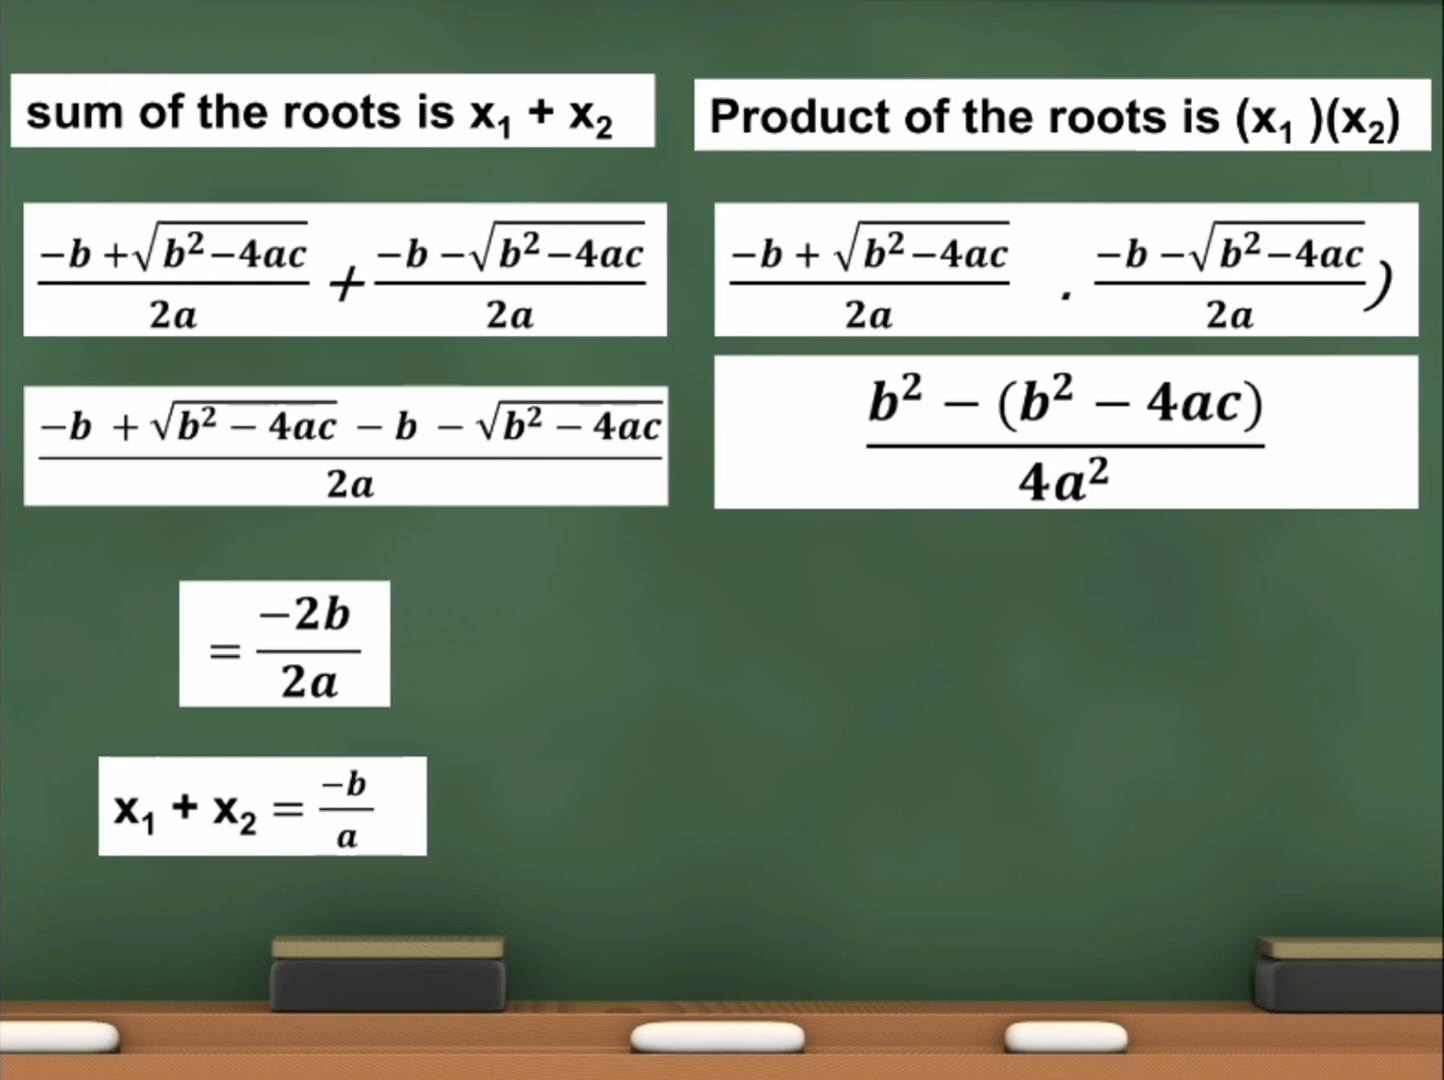 sum of the roots is x₁ + x₂
−b +√b²−4ac / 2a + −b −√b²−4ac / 2a
−b +√b² − 4ac − b −√b² − 4ac / 2a
= −2b / 2a
x₁ + x₂ = −b / a
Product of the roots is (x₁ )(x₂)
−b + √b²−4ac / 2a . −b −√b²−4ac / 2a )
b² − (b² − 4ac) / 4a²